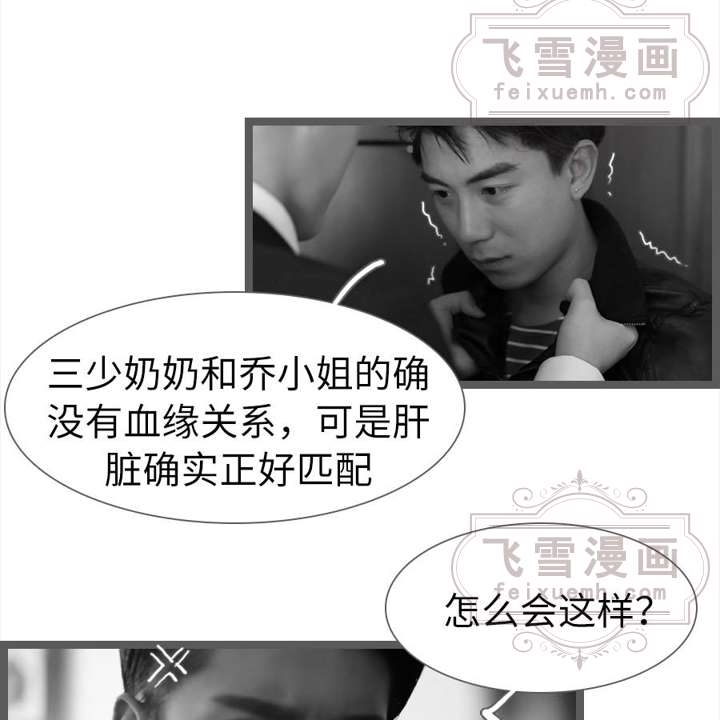 飞雪漫画
feixuemh.com
三少奶奶和乔小姐的确
没有血缘关系，可是肝
脏确实正好匹配
飞雪漫画
feixuemh.com
怎么会这样？